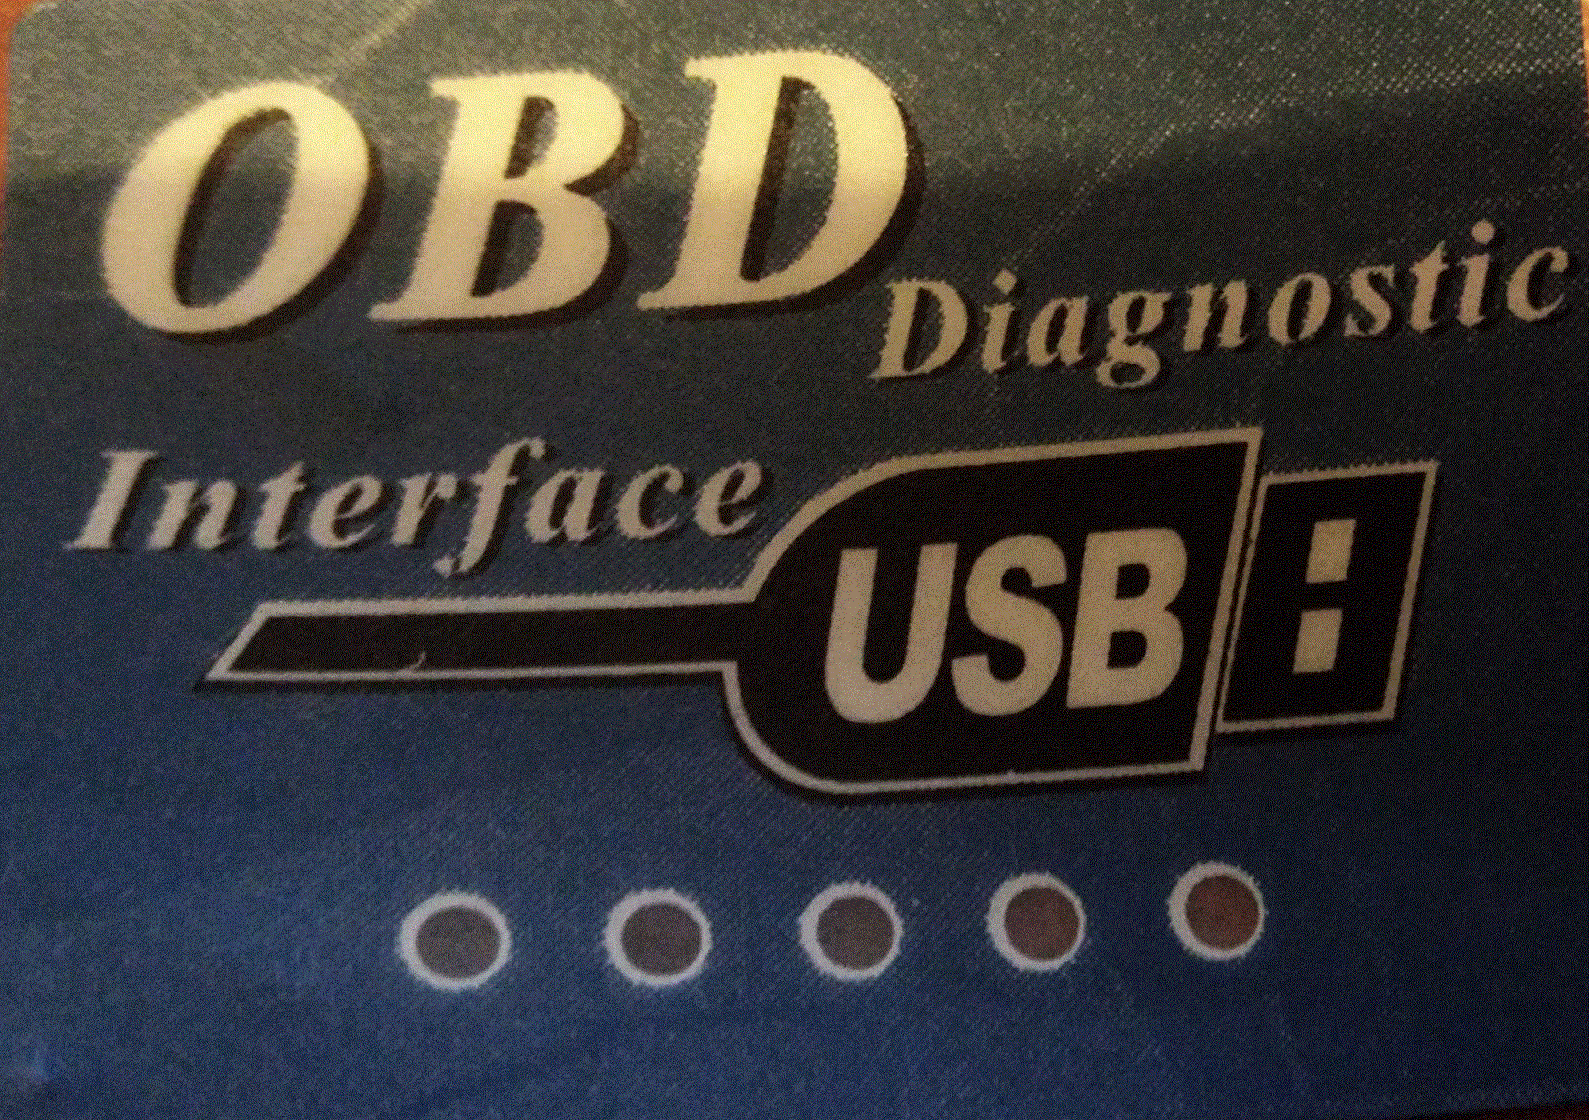 OBD
Diagnostic
Interface
USB